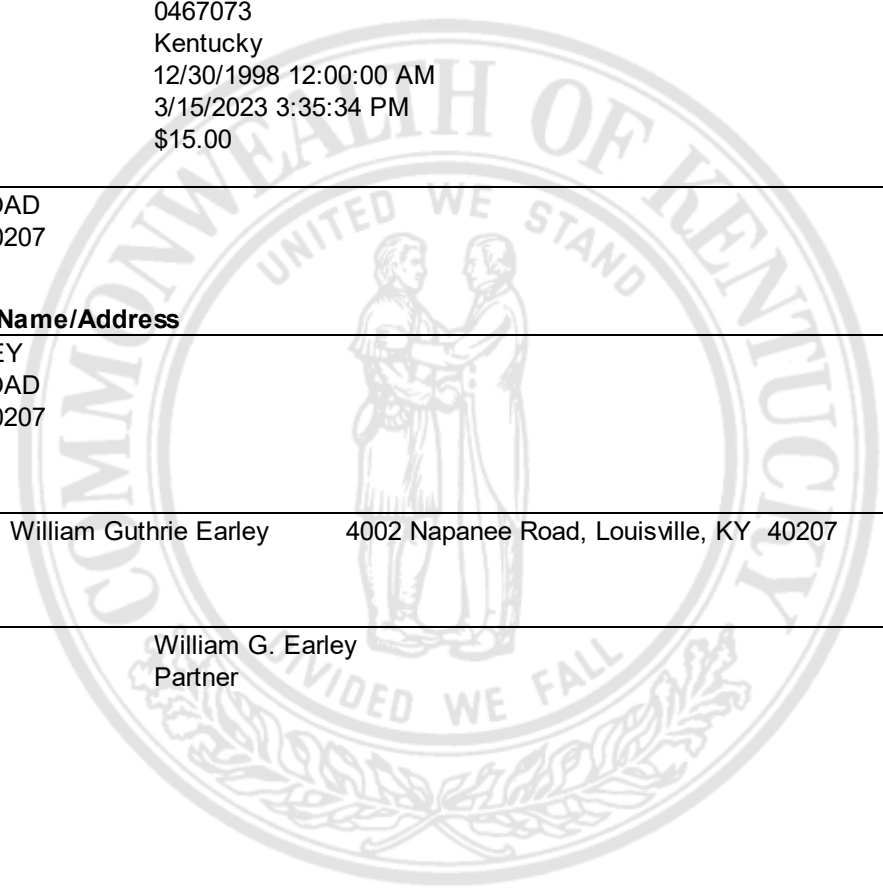 0467073
Kentucky
12/30/1998 12:00:00 AM
3/15/2023 3:35:34 PM
$15.00
OAD
0207
Name/Address
EY
OAD
0207
William Guthrie Earley 4002 Napanee Road, Louisville, KY 40207
William G. Earley
Partner
COMMONWEALTH OF KENTUCKY
UNITED WE STAND
DIVIDED WE FALL